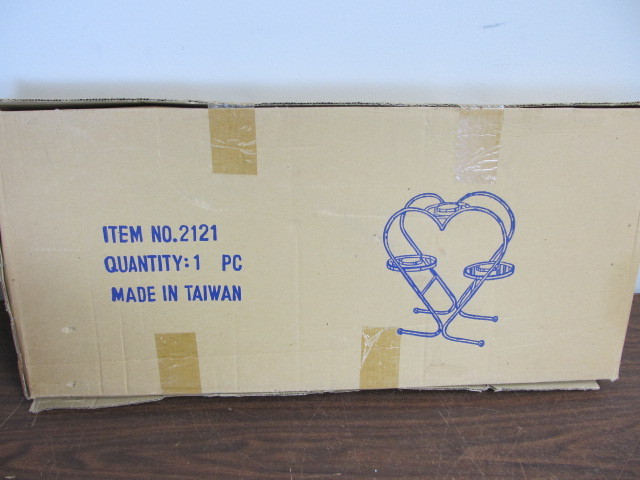 ITEM NO.2121
QUANTITY: 1 PC
MADE IN TAIWAN